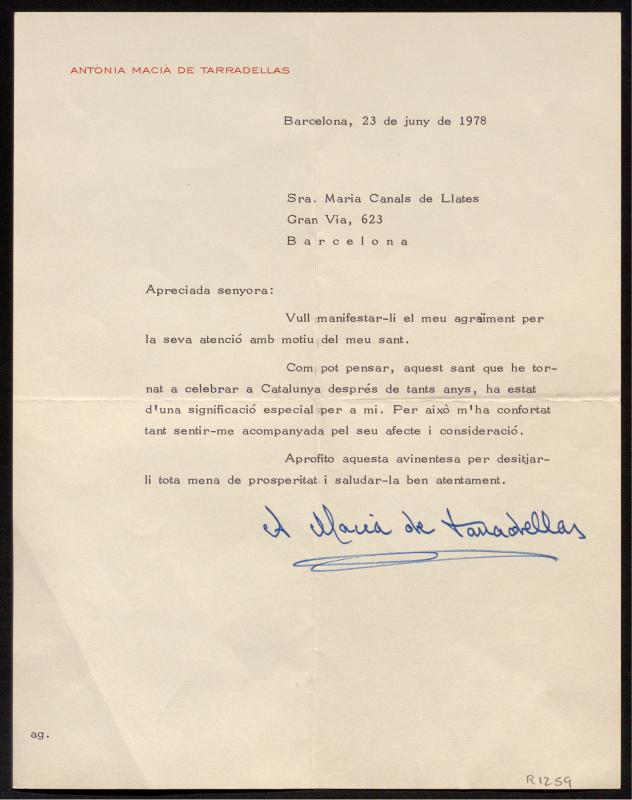 ANTÒNIA MACIÀ DE TARRADELLAS
Barcelona, 23 de juny de 1978
Sra. Maria Canals de Llates
Gran Via, 623
B a r c e l o n a
Apreciada senyora:
Vull manifestar-li el meu agraïment per
la seva atenció amb motiu del meu sant.
Com pot pensar, aquest sant que he tor-
nat a celebrar a Catalunya després de tants anys, ha estat
d'una significació especial per a mi. Per això m'ha confortat
tant sentir-me acompanyada pel seu afecte i consideració.
Aprofito aquesta avinentesa per desitjar-
li tota mena de prosperitat i saludar-la ben atentament.
A Macià de Tarradellas
ag.
R1259